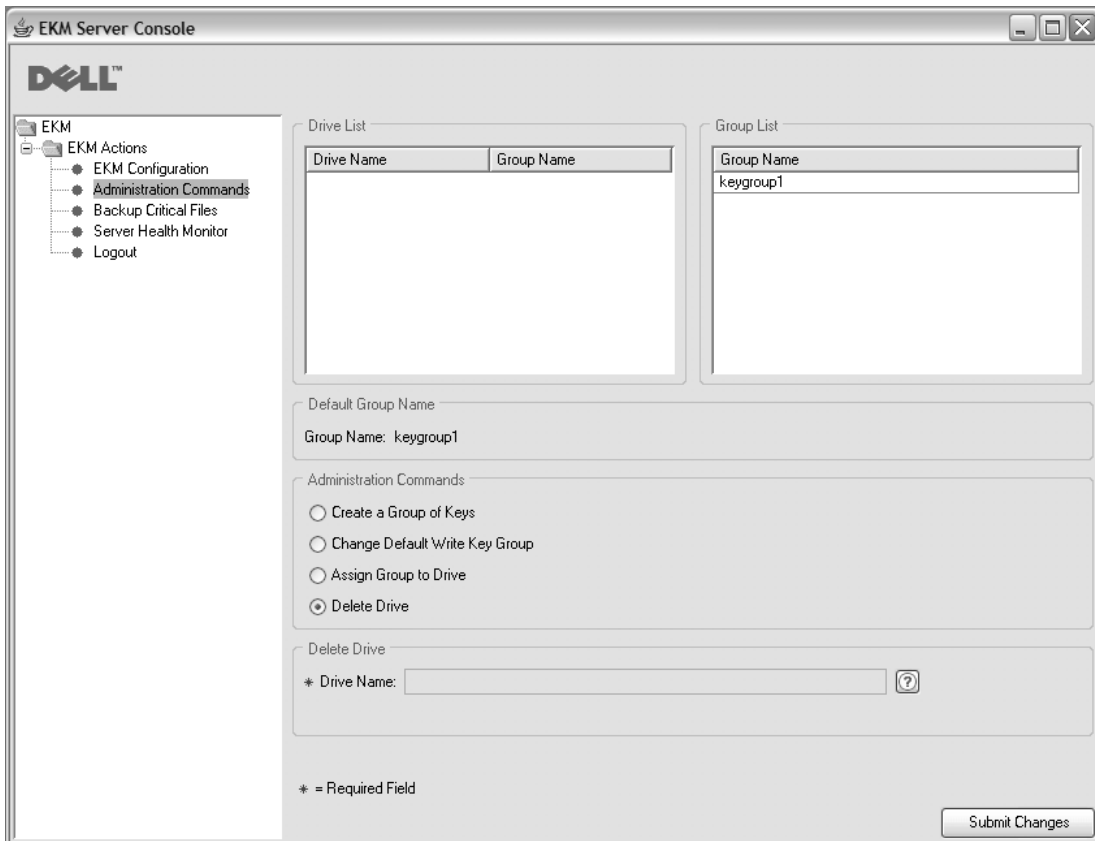 EKM Server Console
DELL™
EKM
EKM Actions
EKM Configuration
Administration Commands
Backup Critical Files
Server Health Monitor
Logout
Drive List
Drive Name Group Name
Group List
Group Name
keygroup1
Default Group Name
Group Name: keygroup1
Administration Commands
Create a Group of Keys
Change Default Write Key Group
Assign Group to Drive
Delete Drive
Delete Drive
* Drive Name: ?
* = Required Field
Submit Changes